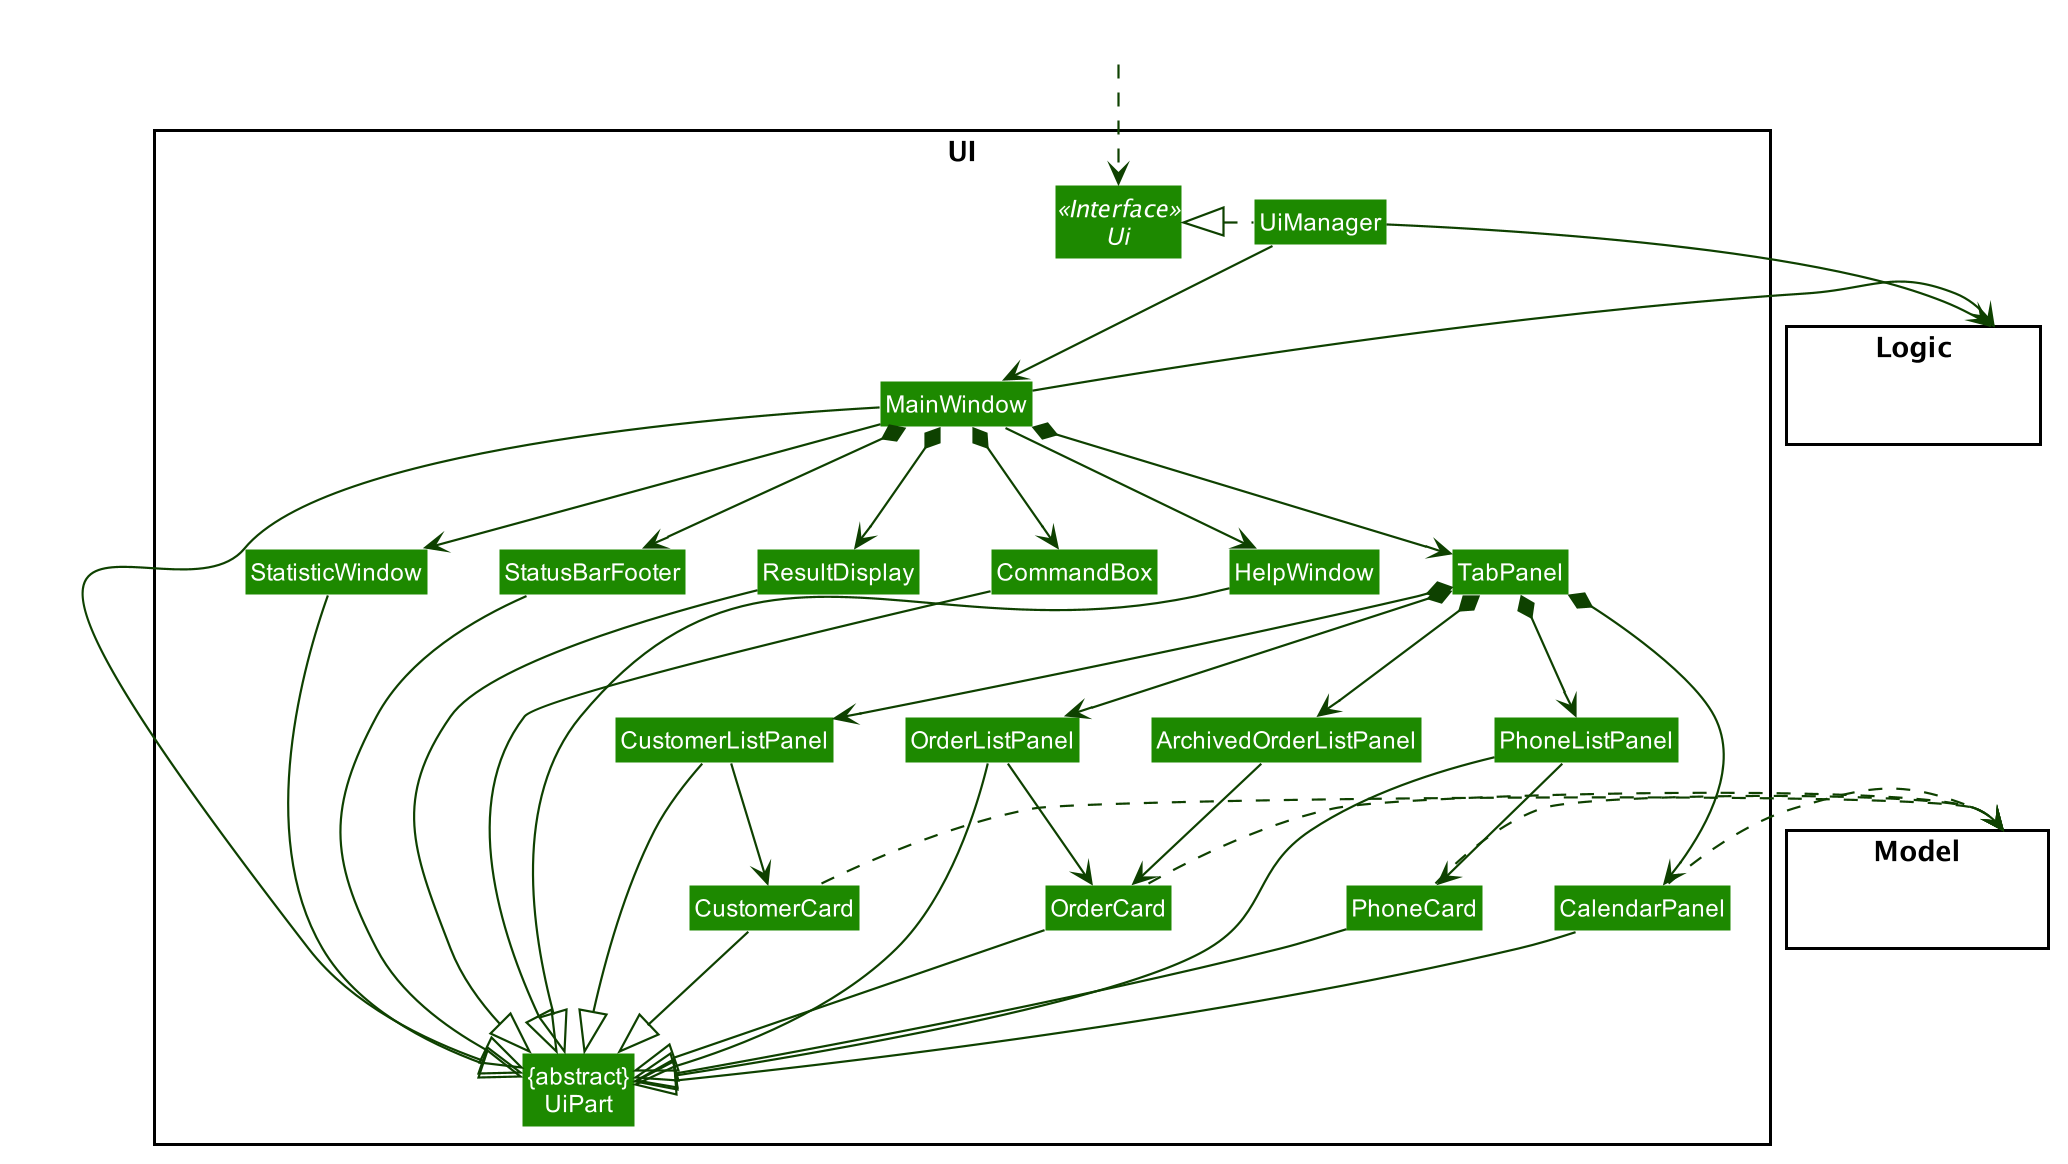 UI
«Interface»
Ui
UiManager
Logic
MainWindow
StatisticWindow
StatusBarFooter
ResultDisplay
CommandBox
HelpWindow
TabPanel
CustomerListPanel
OrderListPanel
ArchivedOrderListPanel
PhoneListPanel
Model
CustomerCard
OrderCard
PhoneCard
CalendarPanel
{abstract}
UiPart